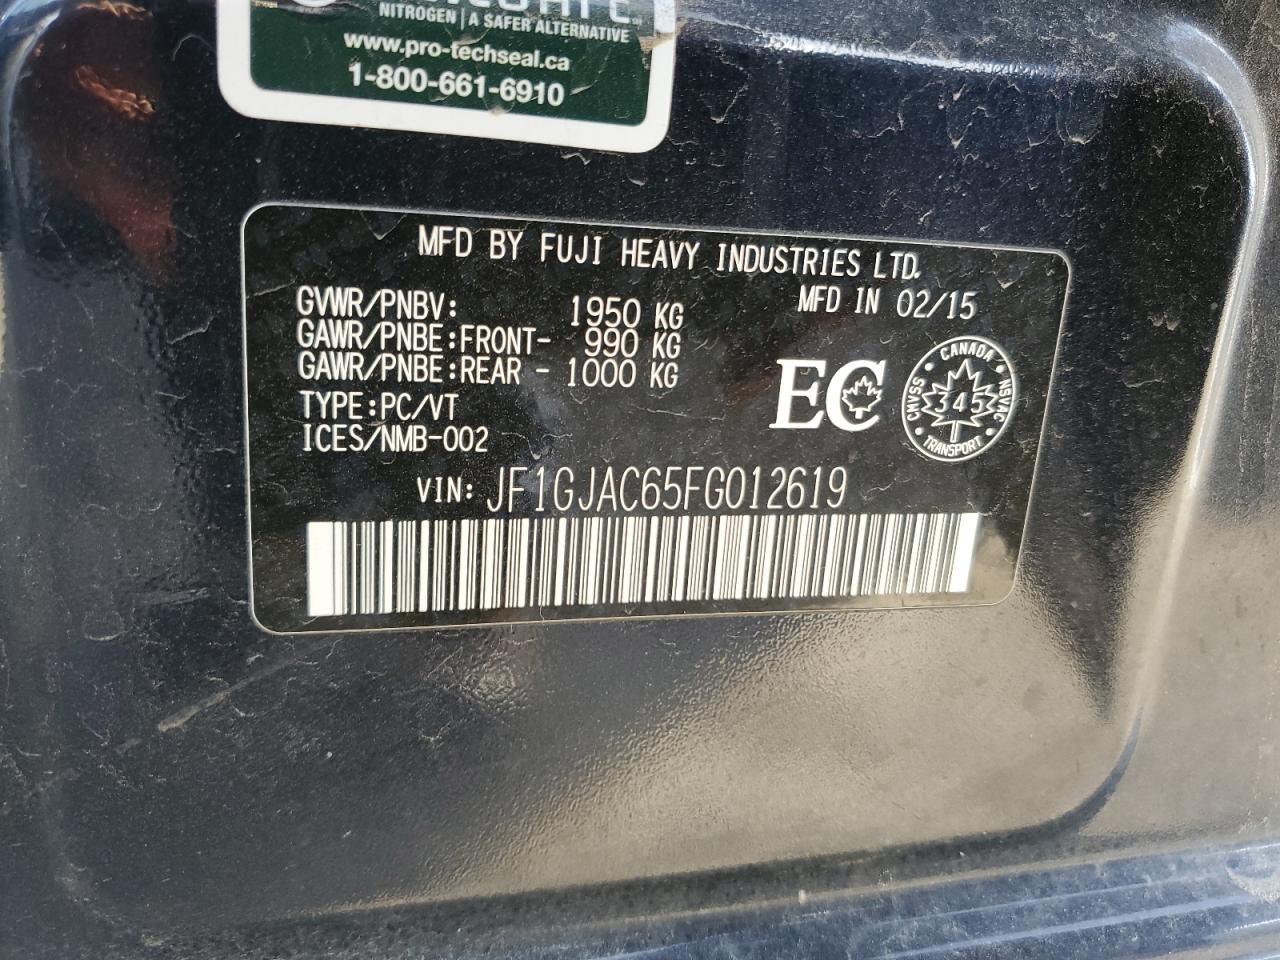 NITROGEN | A SAFER ALTERNATIVE
www.pro-techseal.ca
1-800-661-6910
MFD BY FUJI HEAVY INDUSTRIES LTD.
MFD IN 02/15
GVWR/PNBV: 1950 KG
GAWR/PNBE:FRONT- 990 KG
GAWR/PNBE:REAR - 1000 KG
TYPE:PC/VT
ICES/NMB-002
EC
CANADA
CMVSS
345
NSVAC
TRANSPORT
VIN: JF1GJAC65FG012619